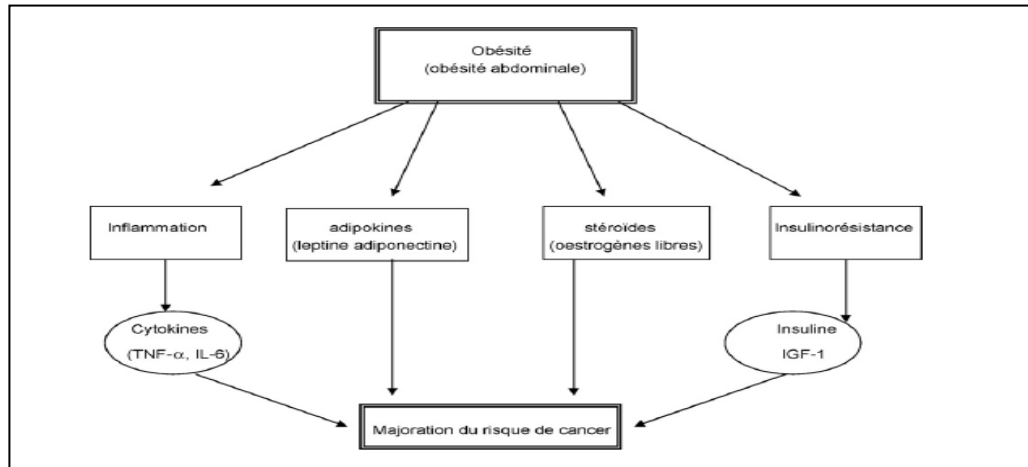 Obésité
(obésité abdominale)
Inflammation
adipokines
(leptine adiponectine)
stéroïdes
(oestrogènes libres)
Insulinorésistance
Cytokines
(TNF-α, IL-6)
Insuline
IGF-1
Majoration du risque de cancer